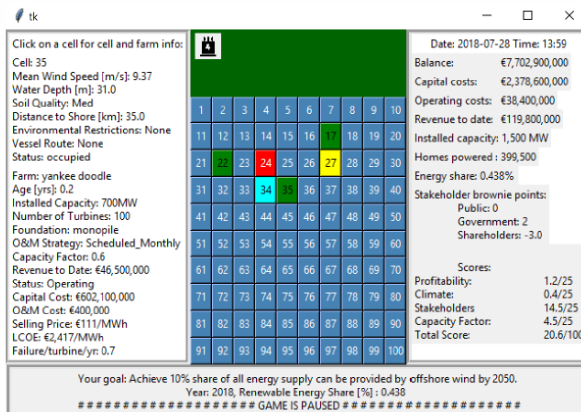 tk
Click on a cell for cell and farm info:
Cell: 35
Mean Wind Speed [m/s]: 9.37
Water Depth [m]: 31.0
Soil Quality: Med
Distance to Shore [km]: 35.0
Environmental Restrictions: None
Vessel Route: None
Status: occupied
Farm: yankee doodle
Age [yrs]: 0.2
Installed Capacity: 700MW
Number of Turbines: 100
Foundation: monopile
O&M Strategy: Scheduled_Monthly
Capacity Factor: 0.6
Revenue to Date: €46,500,000
Status: Operating
Capital Cost: €602,100,000
O&M Cost: €400,000
Selling Price: €111/MWh
LCOE: €2,417/MWh
Failure/turbine/yr: 0.7
1 2 3 4 5 6 7 8 9 10
11 12 13 14 15 16 17 18 19 20
21 22 23 24 25 26 27 28 29 30
31 32 33 34 35 36 37 38 39 40
41 42 43 44 45 46 47 48 49 50
51 52 53 54 55 56 57 58 59 60
61 62 63 64 65 66 67 68 69 70
71 72 73 74 75 76 77 78 79 80
81 82 83 84 85 86 87 88 89 90
91 92 93 94 95 96 97 98 99 100
Date: 2018-07-28 Time: 13:59
Balance: €7,702,900,000
Capital costs: €2,378,600,000
Operating costs: €38,400,000
Revenue to date: €119,800,000
Installed capacity: 1,500 MW
Homes powered : 399,500
Energy share: 0.438%
Stakeholder brownie points:
Public: 0
Government: 2
Shareholders: -3.0
Scores:
Profitability: 1.2/25
Climate: 0.4/25
Stakeholders 14.5/25
Capacity Factor: 4.5/25
Total Score: 20.6/100
Your goal: Achieve 10% share of all energy supply can be provided by offshore wind by 2050.
Year: 2018, Renewable Energy Share [%] : 0.438
# # # # # # # # # # # # # # # # # # # # GAME IS PAUSED # # # # # # # # # # # # # # # # # # # #